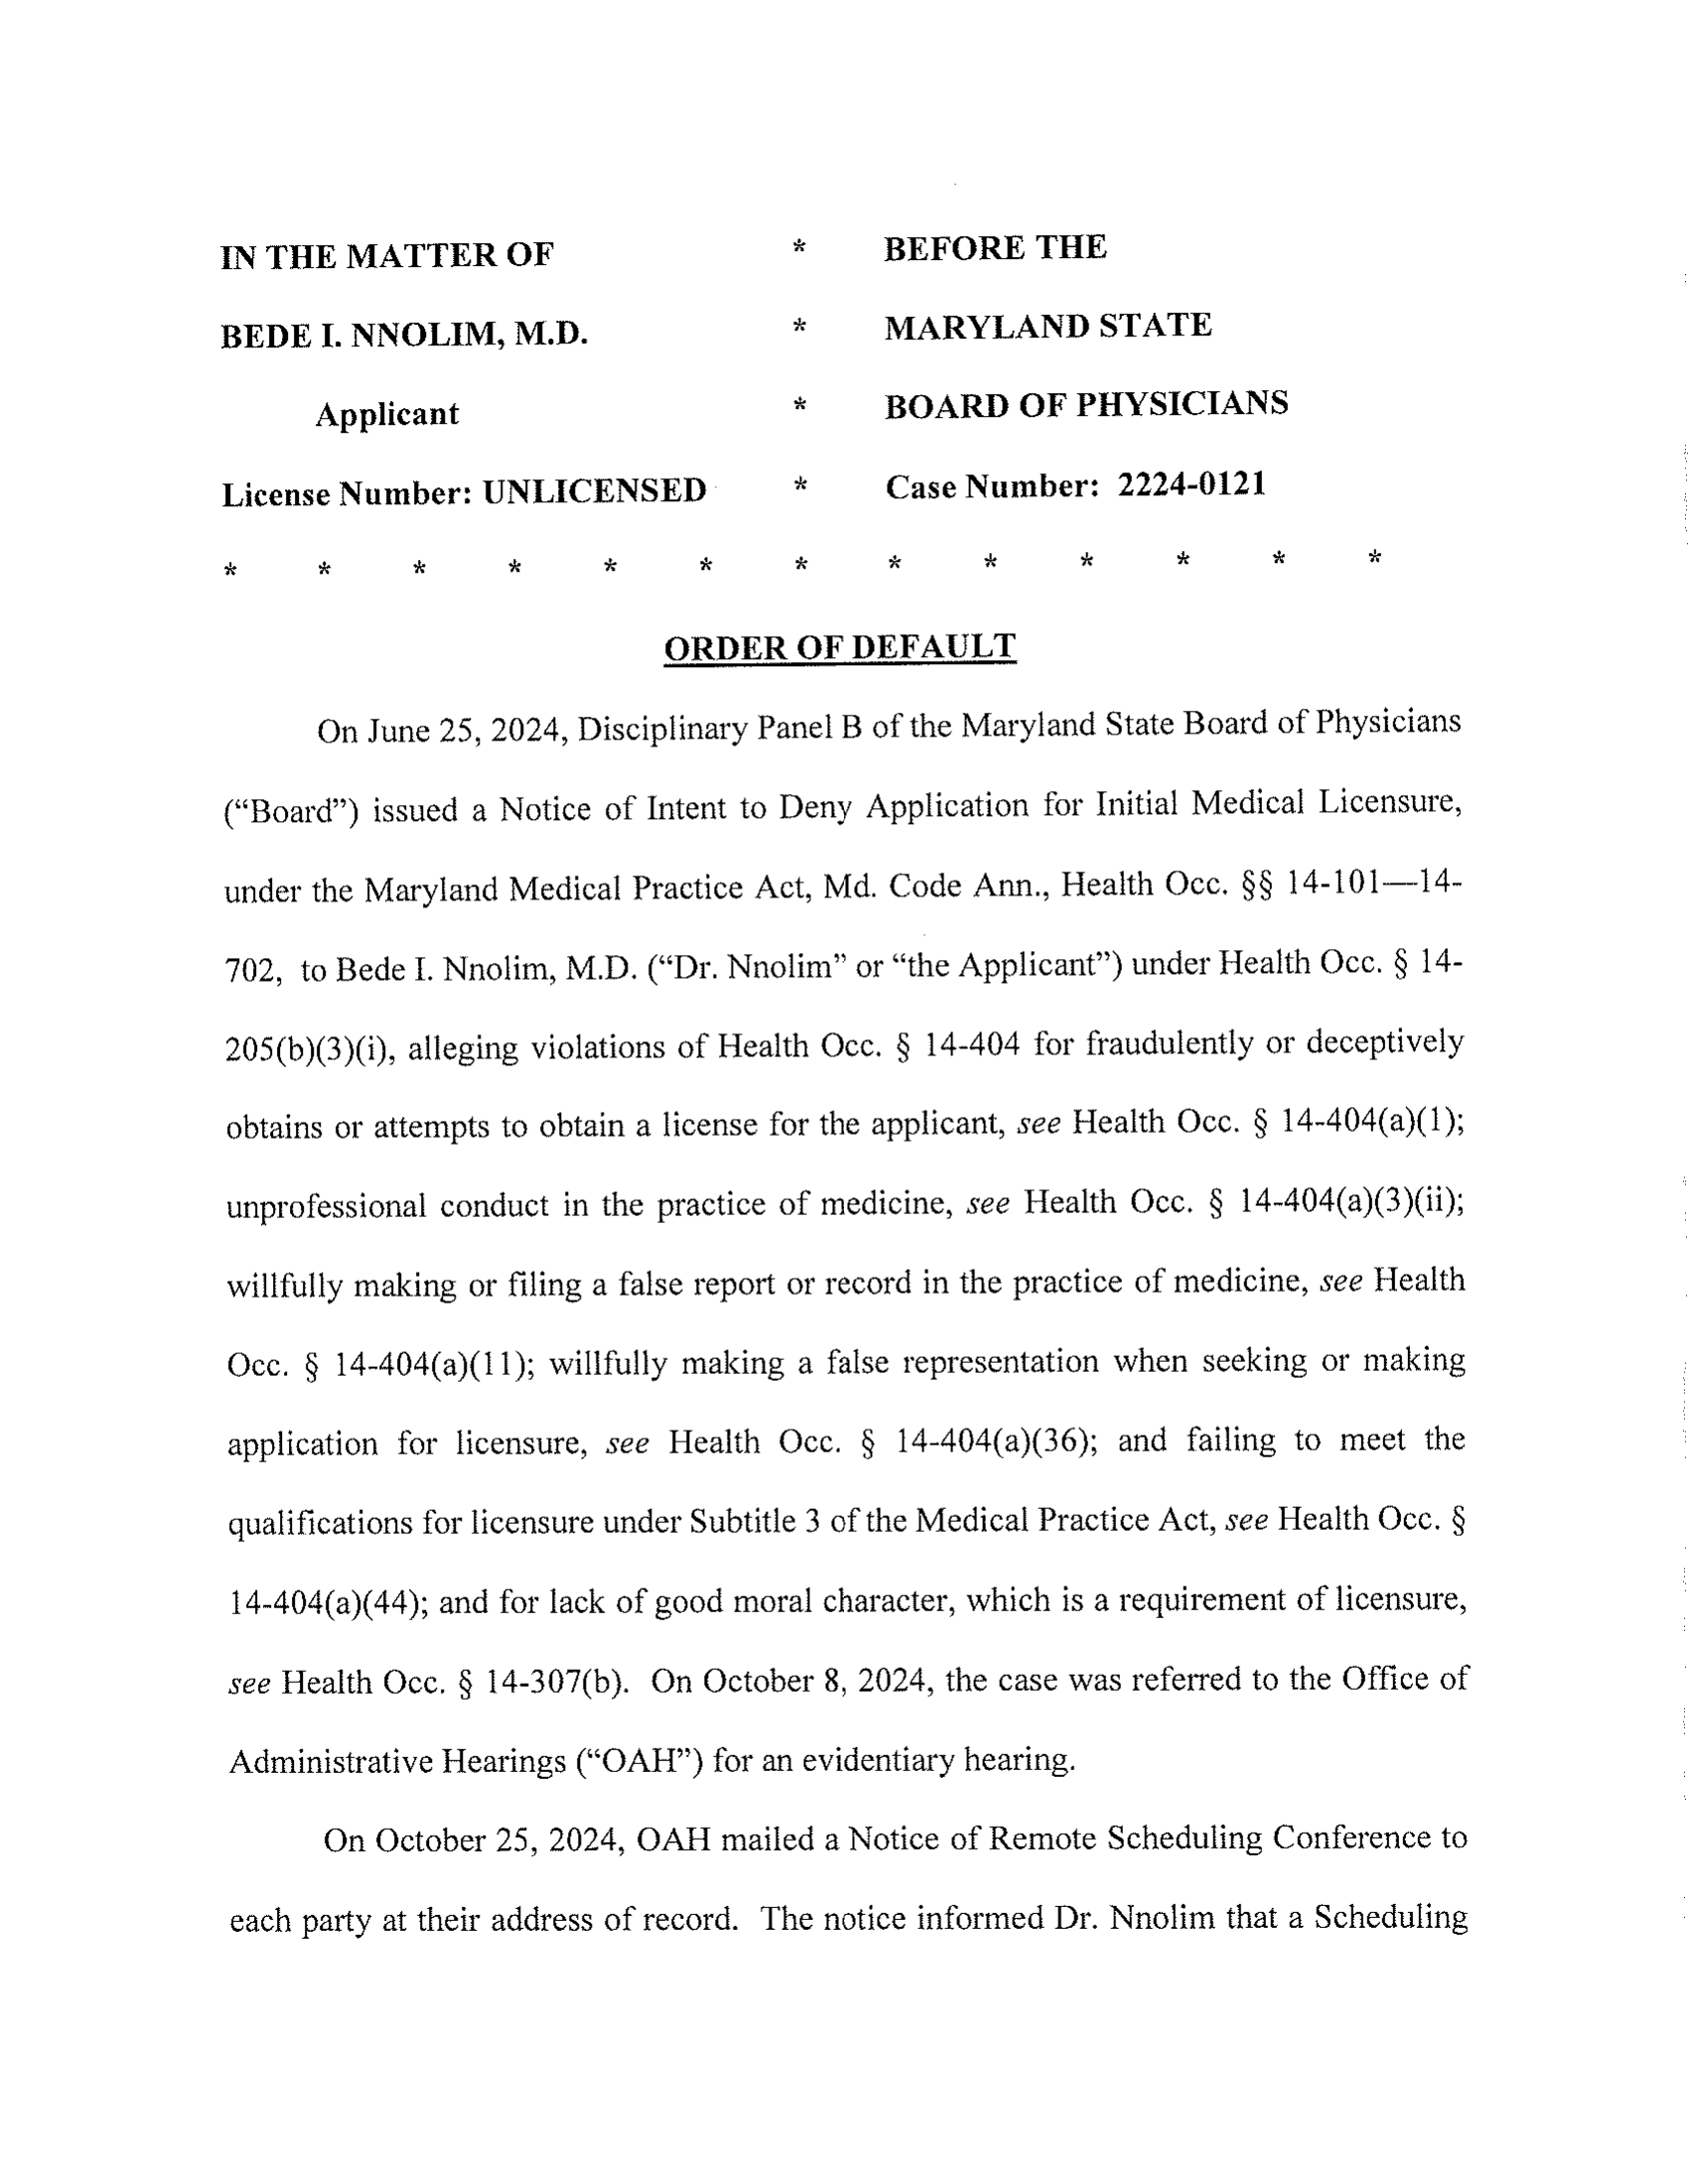 IN THE MATTER OF * BEFORE THE
BEDE I. NNOLIM, M.D. * MARYLAND STATE
Applicant * BOARD OF PHYSICIANS
License Number: UNLICENSED * Case Number: 2224-0121
* * * * * * * * * * * * *
ORDER OF DEFAULT
On June 25, 2024, Disciplinary Panel B of the Maryland State Board of Physicians
(“Board”) issued a Notice of Intent to Deny Application for Initial Medical Licensure,
under the Maryland Medical Practice Act, Md. Code Ann., Health Occ. §§ 14-101—14-
702, to Bede I. Nnolim, M.D. (“Dr. Nnolim” or “the Applicant”) under Health Occ. § 14-
205(b)(3)(i), alleging violations of Health Occ. § 14-404 for fraudulently or deceptively
obtains or attempts to obtain a license for the applicant, see Health Occ. § 14-404(a)(1);
unprofessional conduct in the practice of medicine, see Health Occ. § 14-404(a)(3)(ii);
willfully making or filing a false report or record in the practice of medicine, see Health
Occ. § 14-404(a)(11); willfully making a false representation when seeking or making
application for licensure, see Health Occ. § 14-404(a)(36); and failing to meet the
qualifications for licensure under Subtitle 3 of the Medical Practice Act, see Health Occ. §
14-404(a)(44); and for lack of good moral character, which is a requirement of licensure,
see Health Occ. § 14-307(b). On October 8, 2024, the case was referred to the Office of
Administrative Hearings (“OAH”) for an evidentiary hearing.
On October 25, 2024, OAH mailed a Notice of Remote Scheduling Conference to
each party at their address of record. The notice informed Dr. Nnolim that a Scheduling